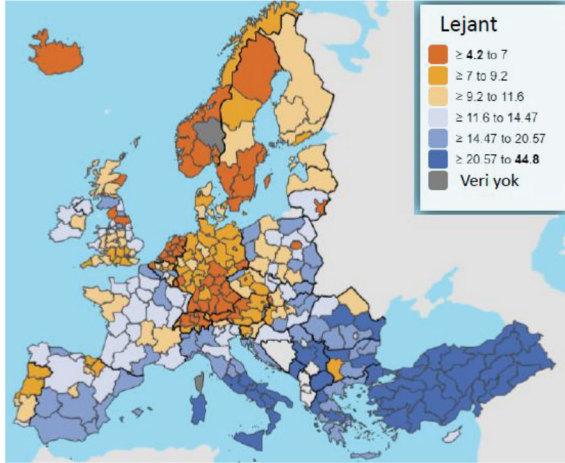 Lejant
≥ 4.2 to 7
≥ 7 to 9.2
≥ 9.2 to 11.6
≥ 11.6 to 14.47
≥ 14.47 to 20.57
≥ 20.57 to 44.8
Veri yok